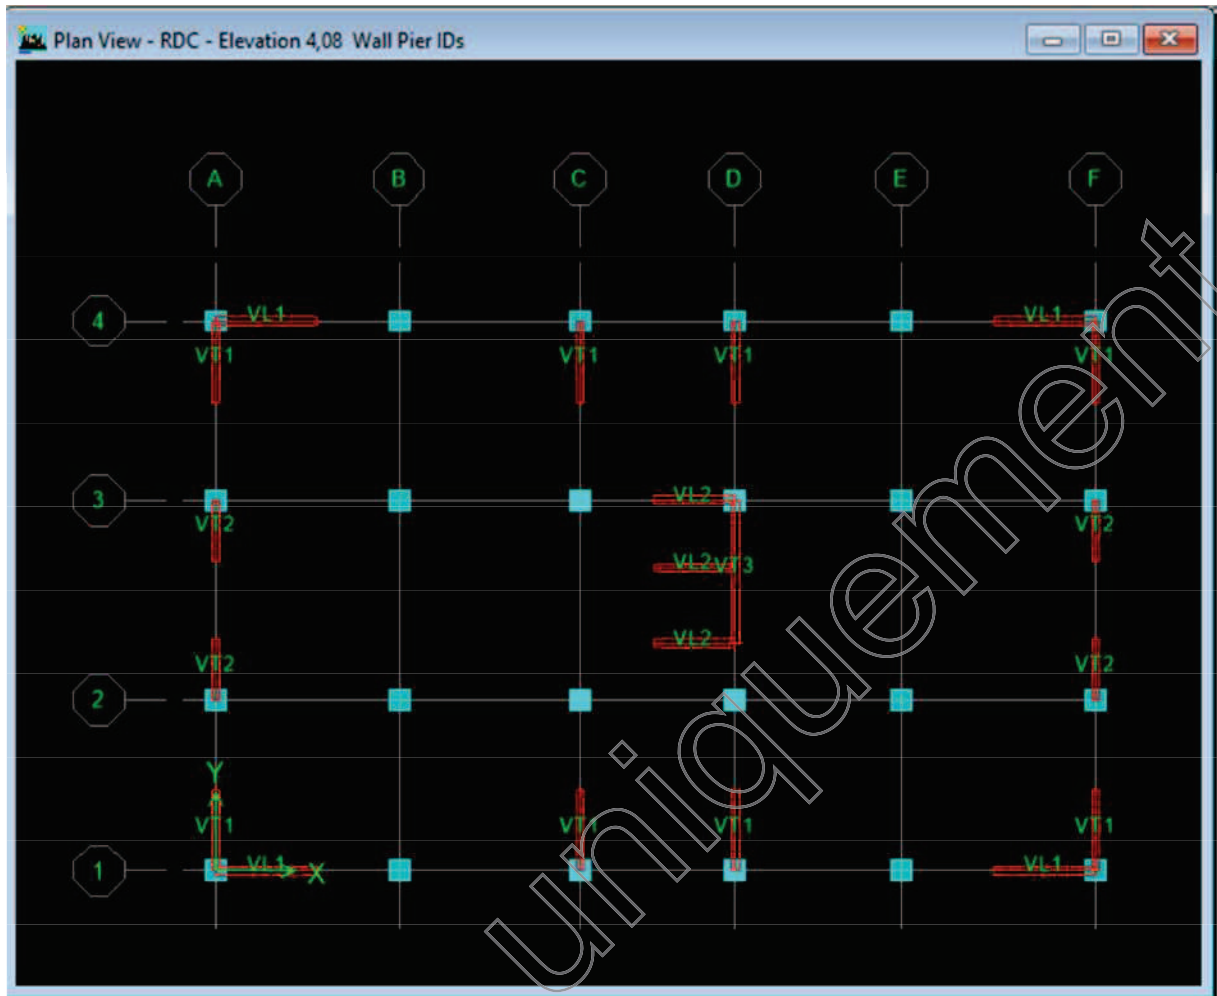 Plan View - RDC - Elevation 4,08 Wall Pier IDs
A B C D E F
4 VL1 VL1
VT1 VT1 VT1 VT1
3 VL2
VT2 VT2
VL2 VT3
VL2
VT2 VT2
2
Y
VT1 VT1 VT1 VT1
1 VL1 X VL1
uniquement